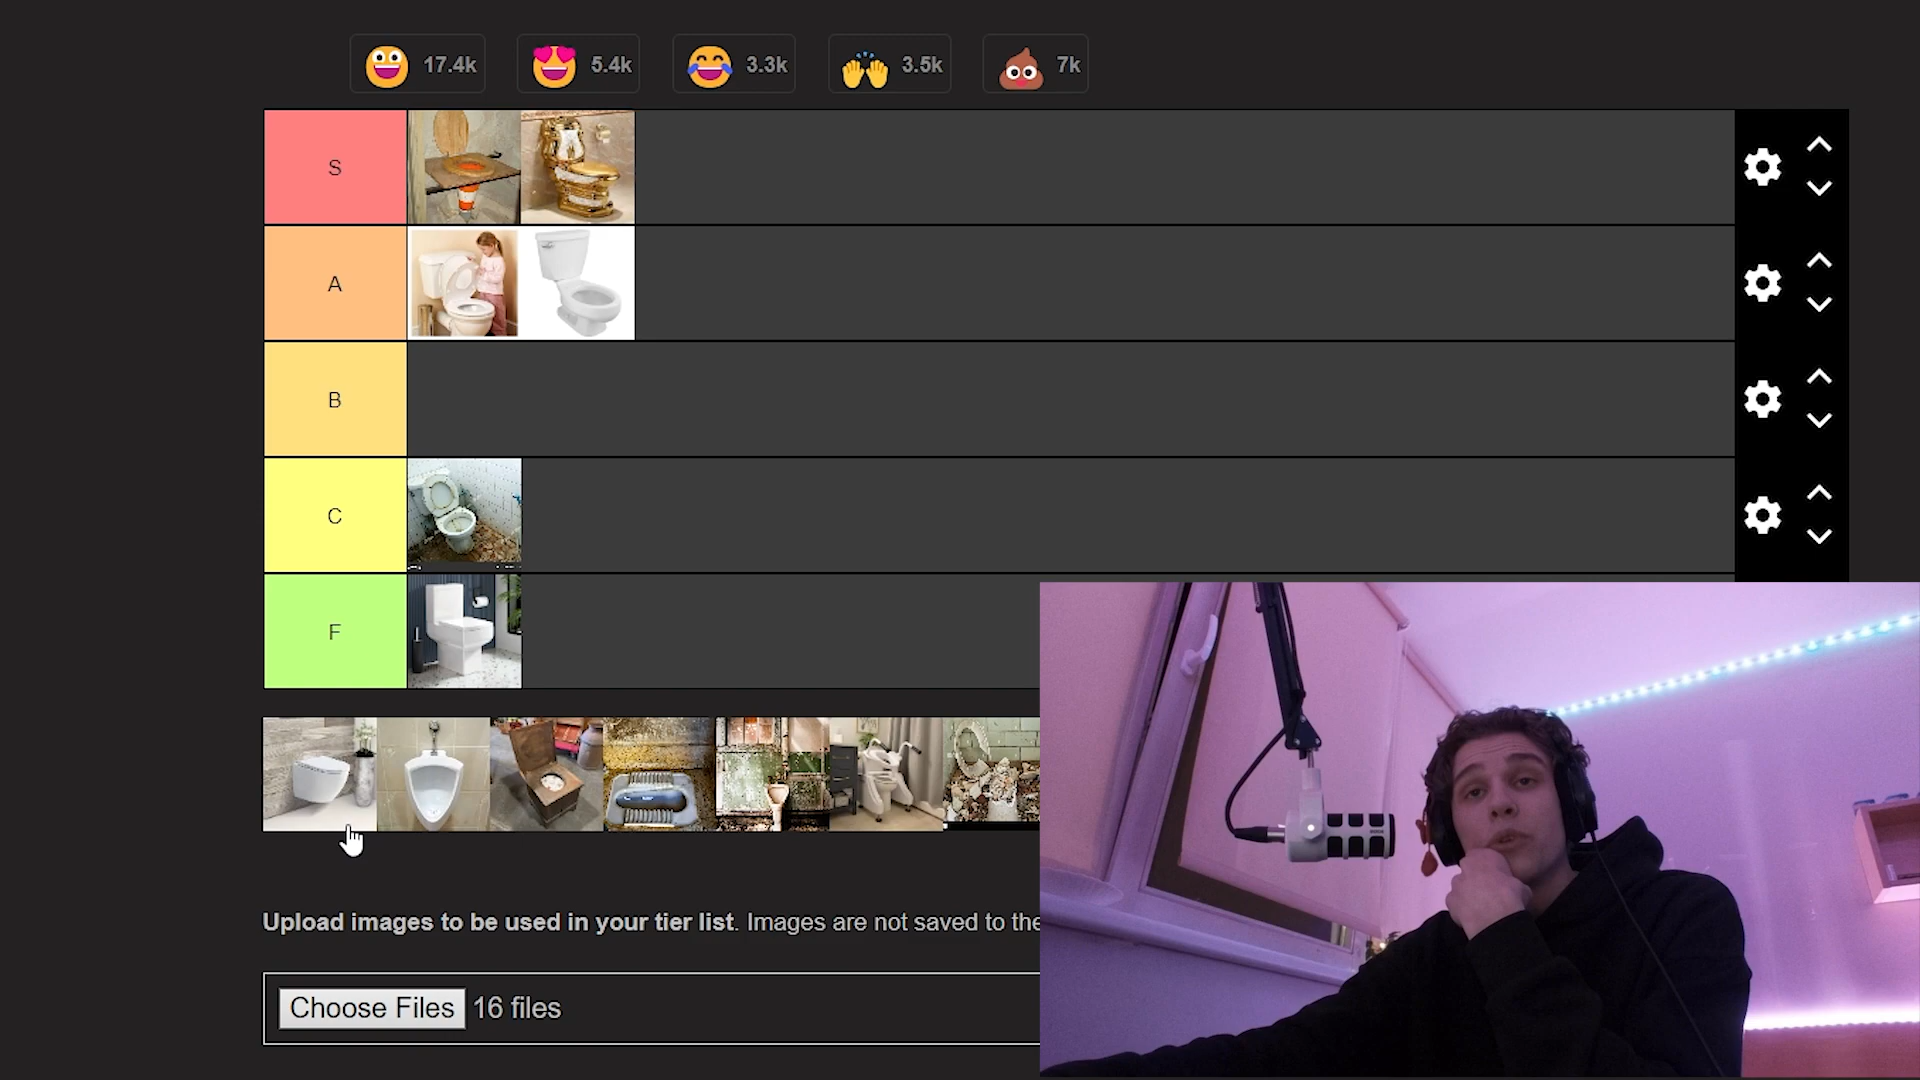 17.4k 5.4k 3.3k 3.5k 7k
S
A
B
C
F
Upload images to be used in your tier list. Images are not saved to the
Choose Files 16 files